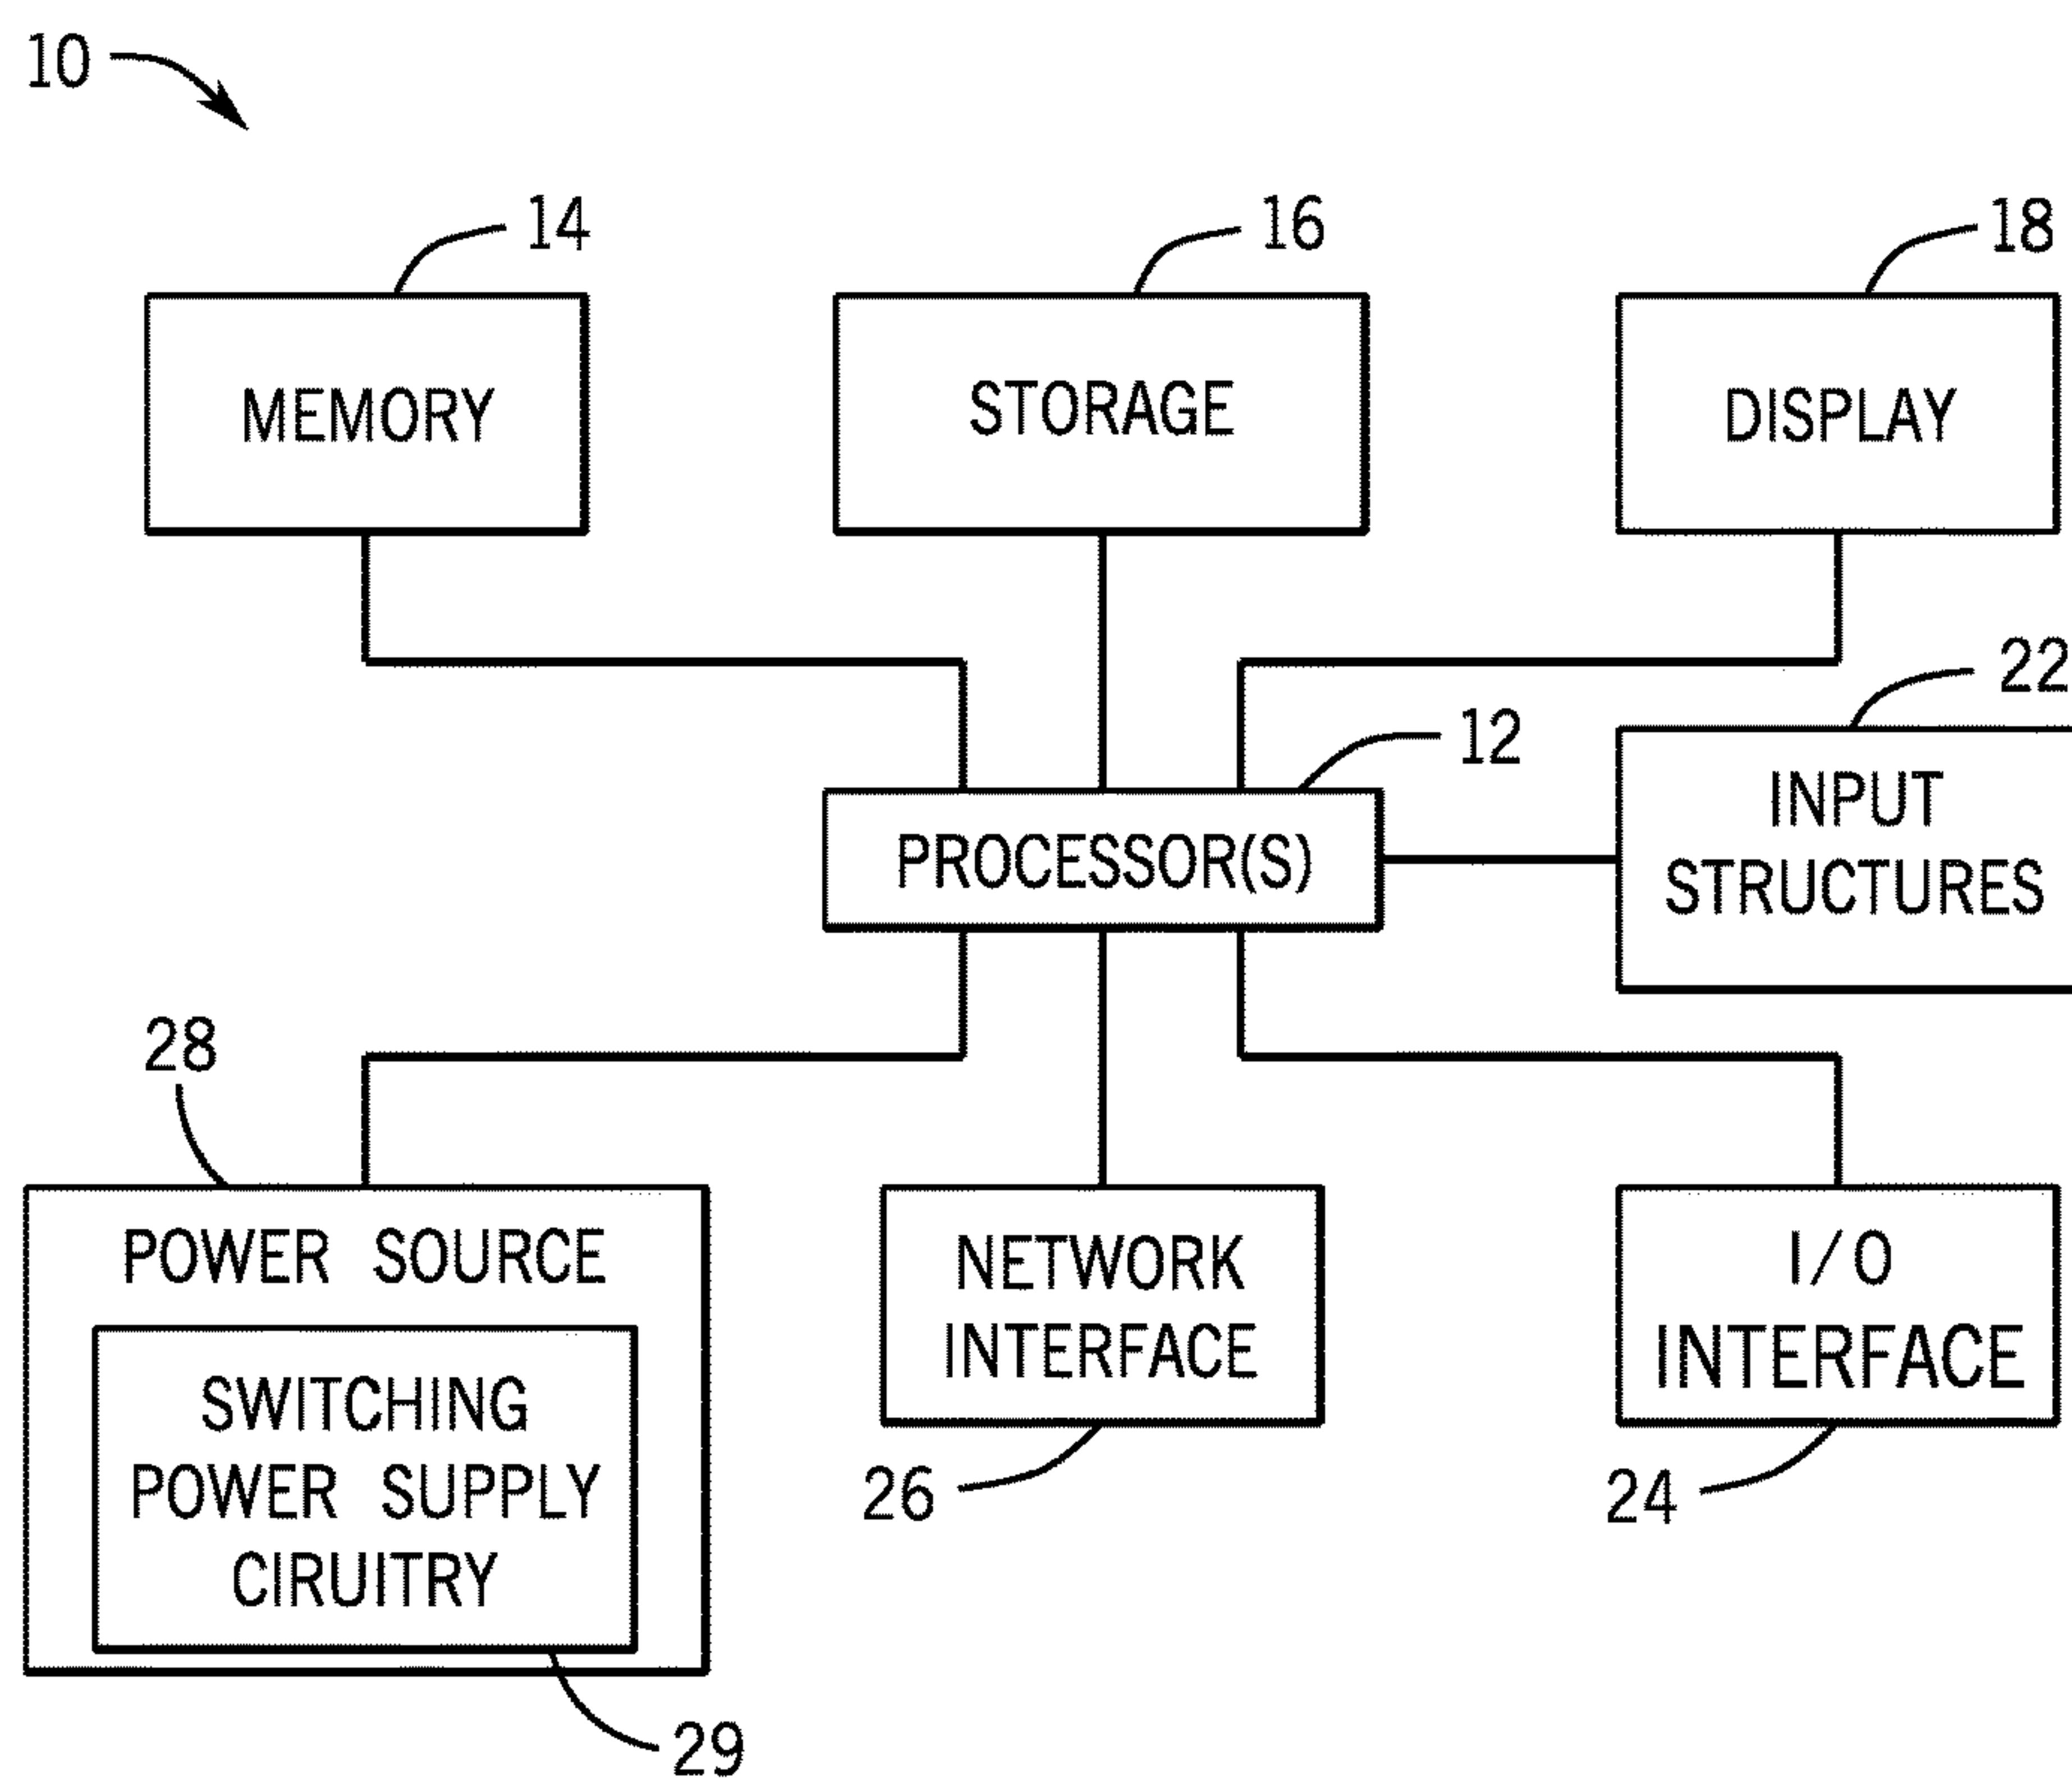 10
14
16
18
MEMORY
STORAGE
DISPLAY
22
12
INPUT
STRUCTURES
PROCESSOR(S)
28
POWER SOURCE
SWITCHING
POWER SUPPLY
CIRUITRY
29
NETWORK
INTERFACE
26
I/O
INTERFACE
24